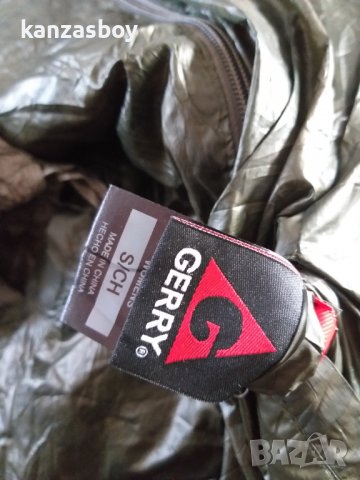 kanzasboy
GERRY®
G
WOMENS
S/CH
MADE IN CHINA
HECHO EN CHINA
BAZAR